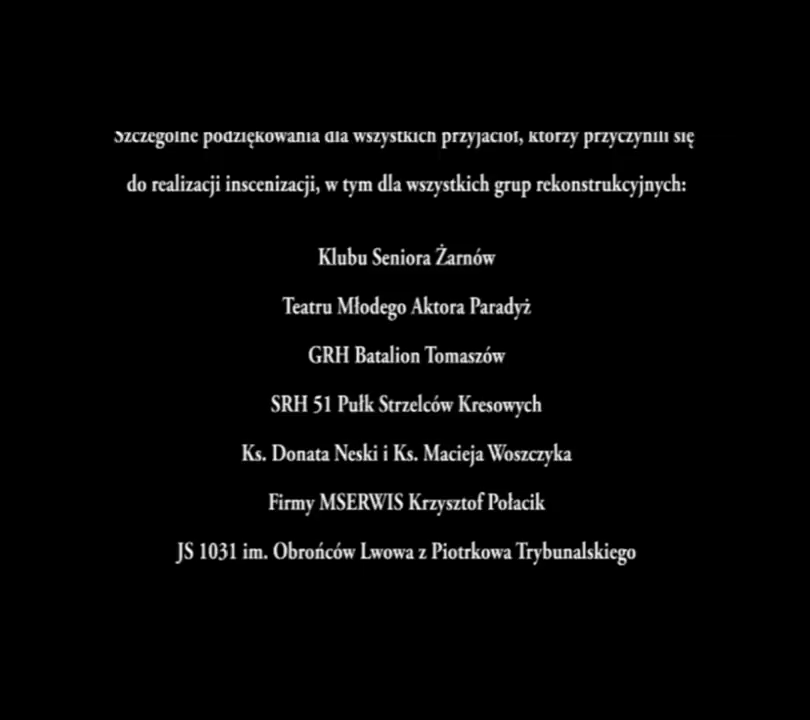 Szczególne podziękowania dla wszystkich przyjaciół, którzy przyczynili się
do realizacji inscenizacji, w tym dla wszystkich grup rekonstrukcyjnych:
Klubu Seniora Żarnów
Teatru Młodego Aktora Paradyż
GRH Batalion Tomaszów
SRH 51 Pułk Strzelców Kresowych
Ks. Donata Neski i Ks. Macieja Woszczyka
Firmy MSERWIS Krzysztof Połacik
JS 1031 im. Obrońców Lwowa z Piotrkowa Trybunalskiego